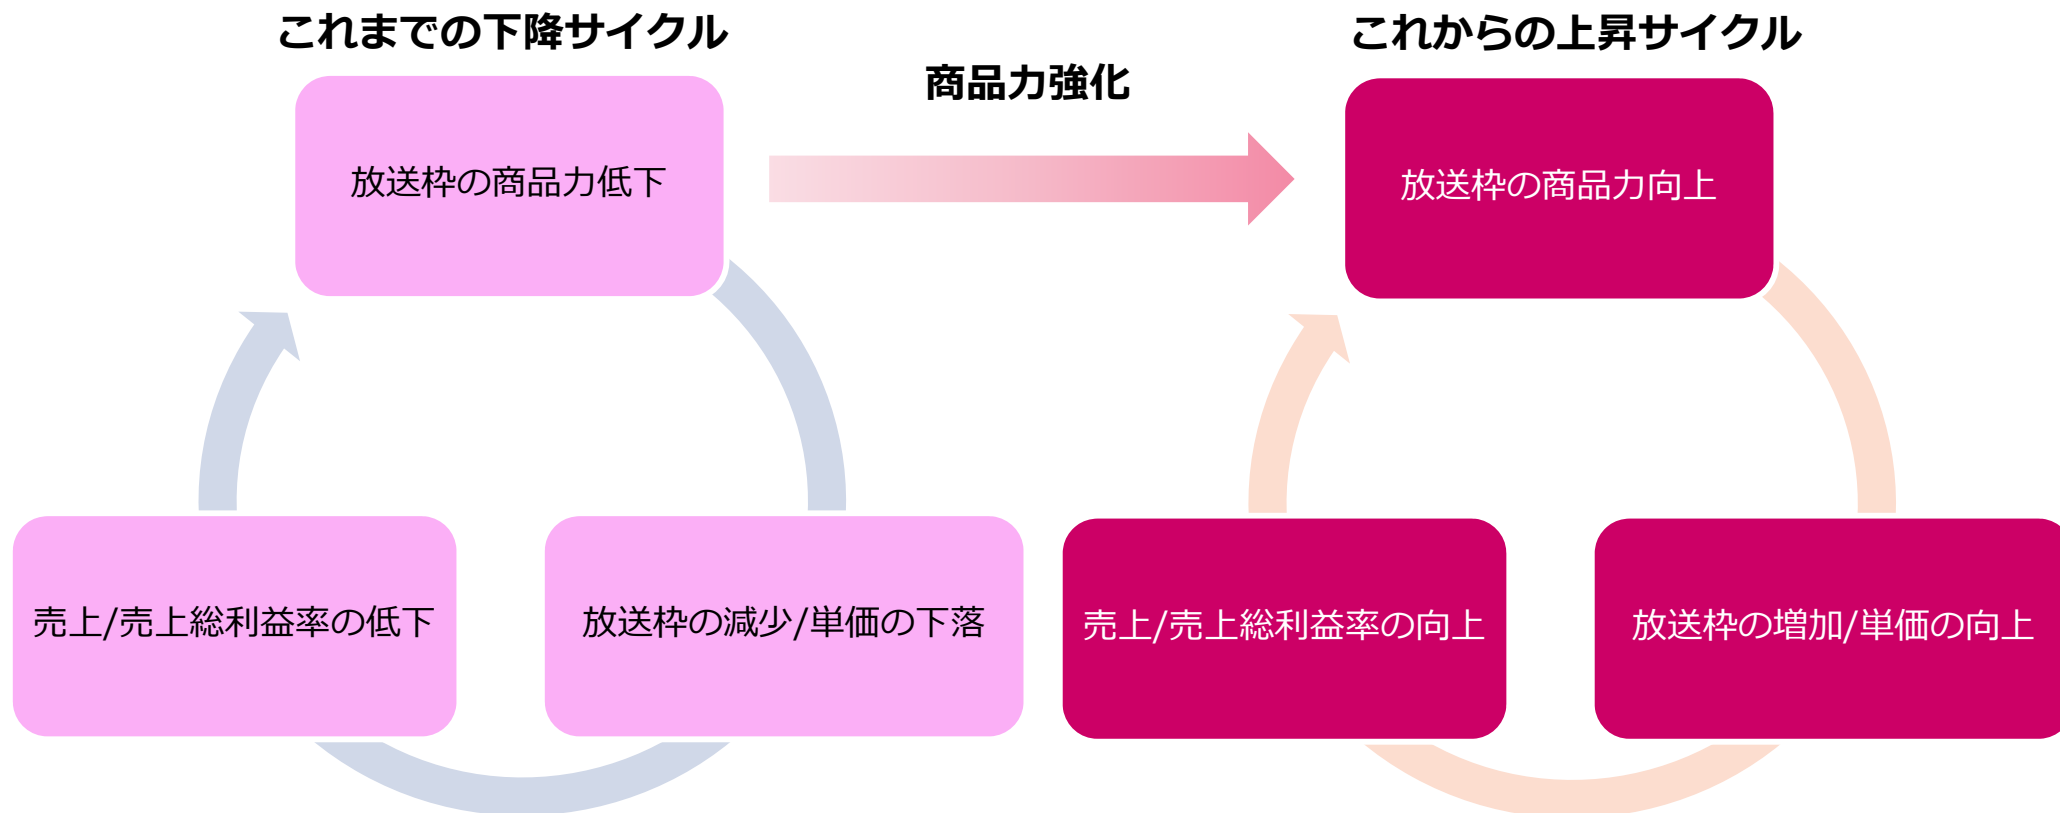 これまでの下降サイクル
放送枠の商品力低下
売上/売上総利益率の低下
放送枠の減少/単価の下落
商品力強化
これからの上昇サイクル
放送枠の商品力向上
売上/売上総利益率の向上
放送枠の増加/単価の向上